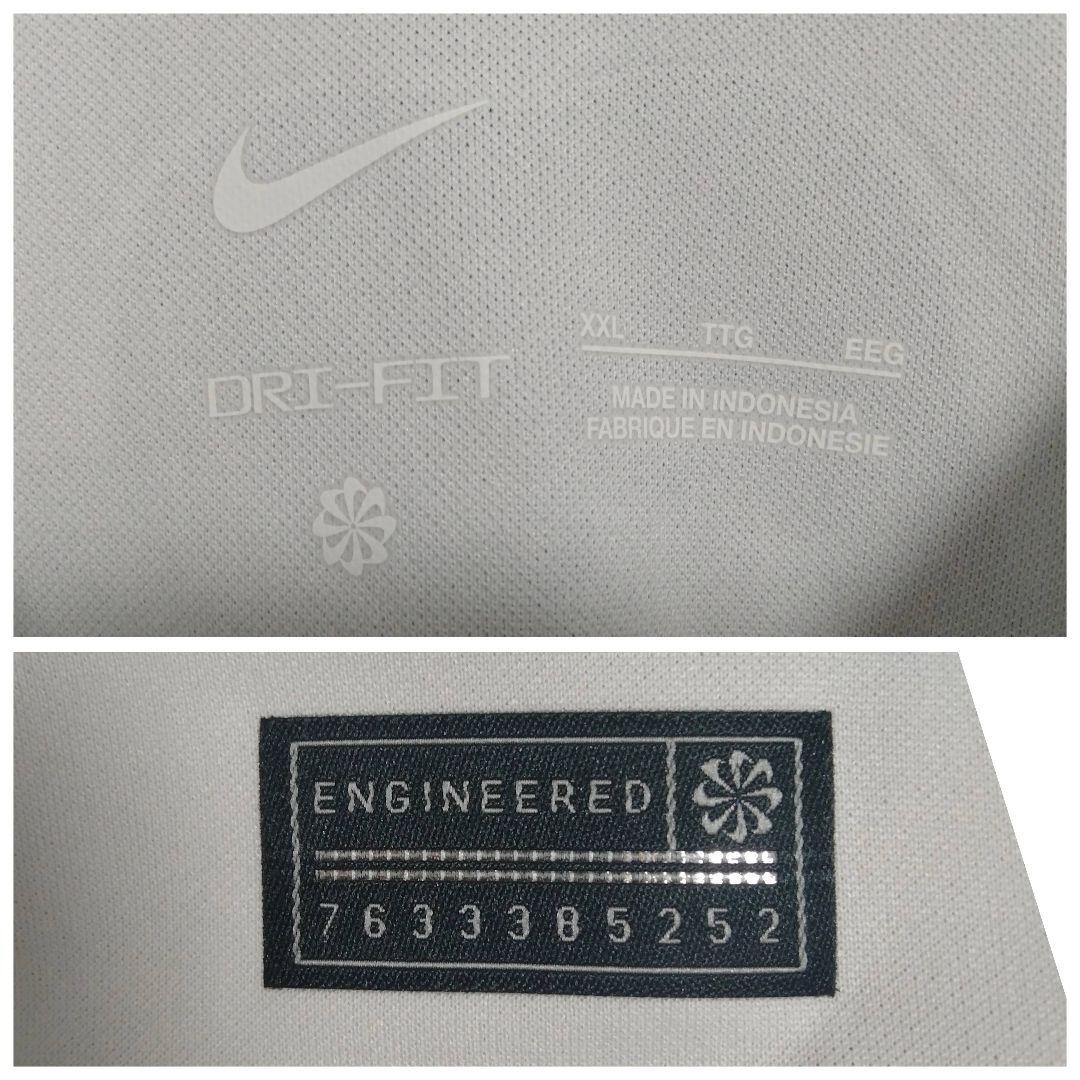 XXL TTG EEG
DRI-FIT
MADE IN INDONESIA
FABRIQUE EN INDONESIE
ENGINEERED
7633385252